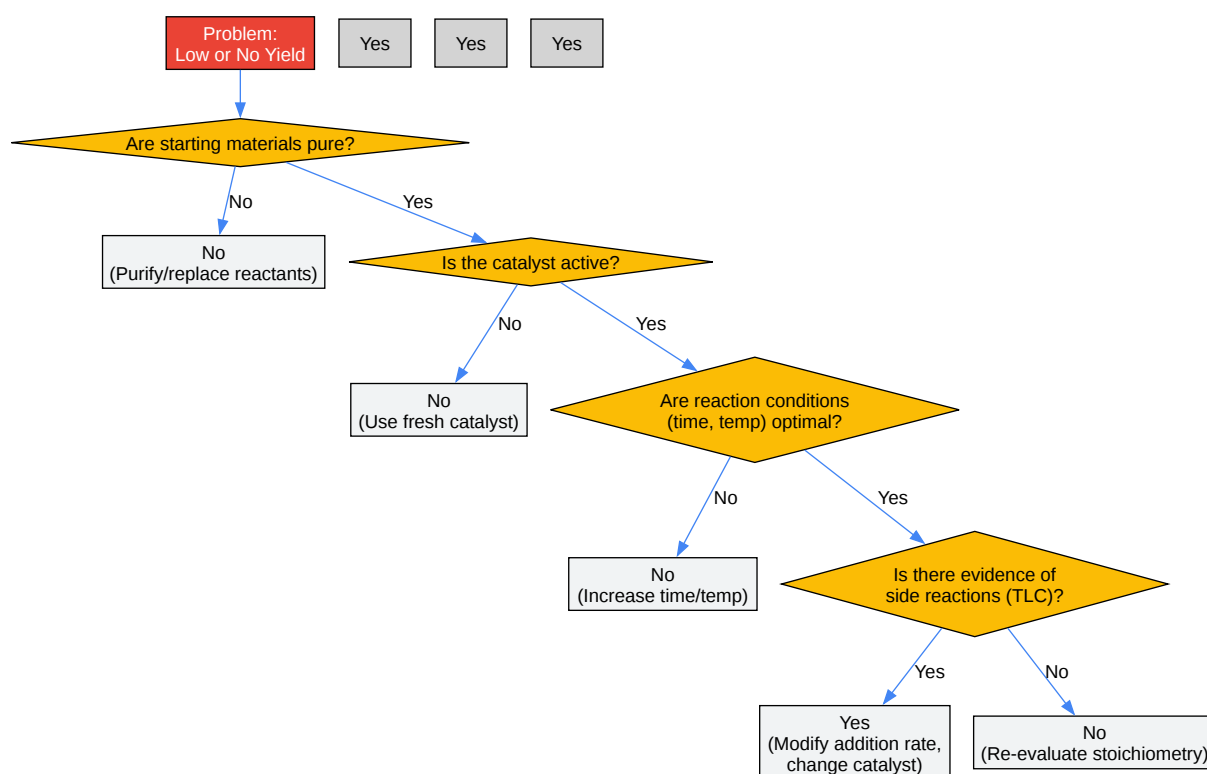 Problem:
Low or No Yield
Yes
Yes
Yes
Are starting materials pure?
No
Yes
No
(Purify/replace reactants)
Is the catalyst active?
No
Yes
No
(Use fresh catalyst)
Are reaction conditions
(time, temp) optimal?
No
Yes
No
(Increase time/temp)
Is there evidence of
side reactions (TLC)?
Yes
No
Yes
(Modify addition rate,
change catalyst)
No
(Re-evaluate stoichiometry)